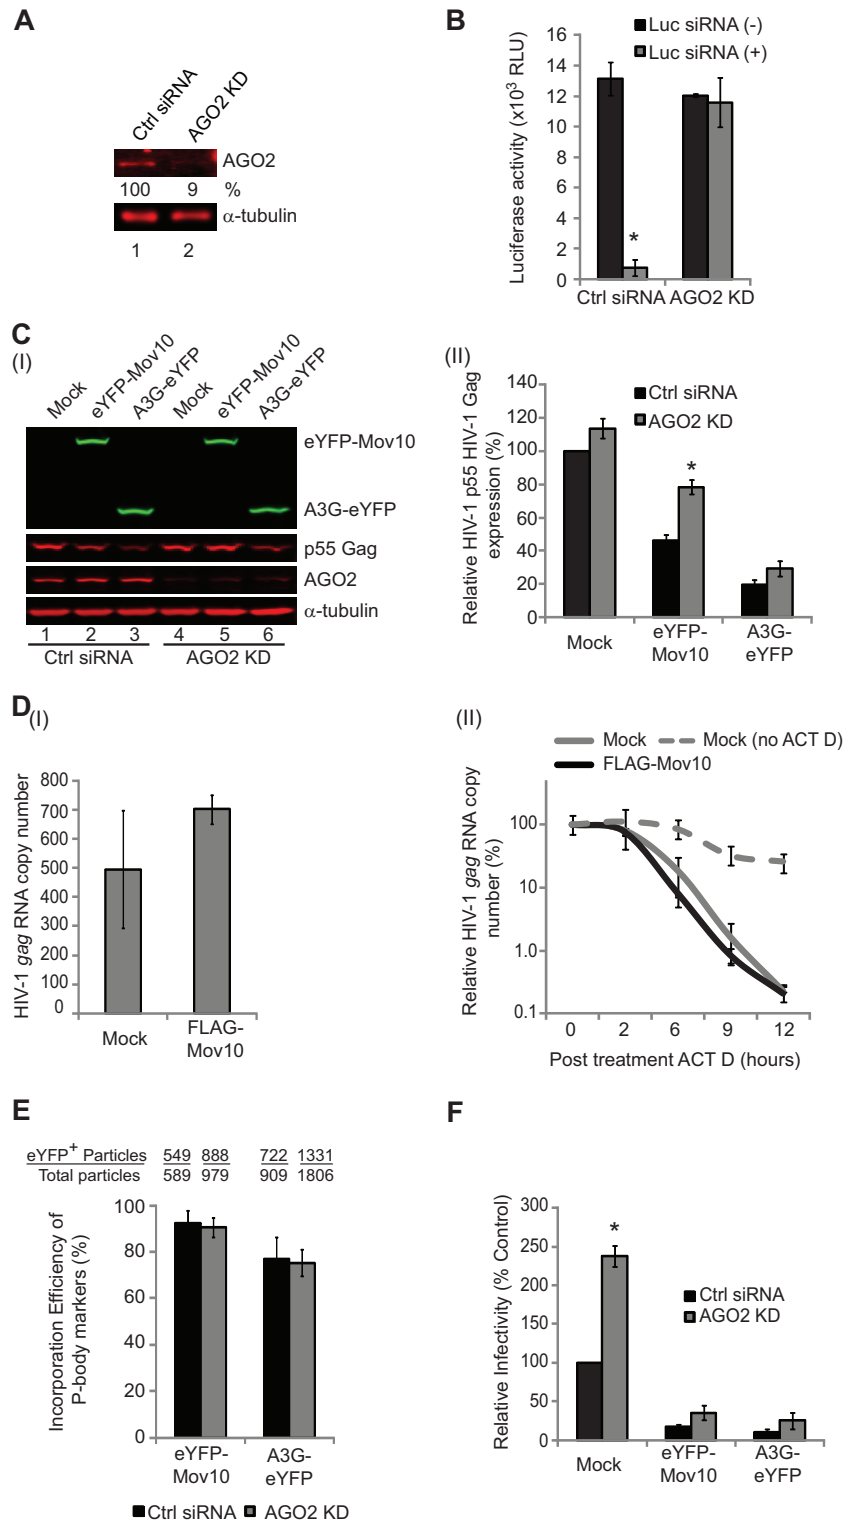 A
Ctrl siRNA
AGO2 KD
AGO2
100 9 %
α-tubulin
1 2
B
Luc siRNA (-)
Luc siRNA (+)
Luciferase activity (x10³ RLU)
16
14
12
10
8
6
4
2
0
*
Ctrl siRNA AGO2 KD
C
(I)
Mock
eYFP-Mov10
A3G-eYFP
Mock
eYFP-Mov10
A3G-eYFP
eYFP-Mov10
A3G-eYFP
p55 Gag
AGO2
α-tubulin
1 2 3 4 5 6
Ctrl siRNA AGO2 KD
(II)
Relative HIV-1 p55 HIV-1 Gag
expression (%)
140
120
100
80
60
40
20
0
Ctrl siRNA
AGO2 KD
*
Mock
eYFP-
Mov10
A3G-
eYFP
D
(I)
HIV-1 gag RNA copy number
800
700
600
500
400
300
200
100
0
Mock
FLAG-
Mov10
(II)
Mock
Mock (no ACT D)
FLAG-Mov10
Relative HIV-1 gag RNA copy
number (%)
100
10
1.0
0.1
0 2 6 9 12
Post treatment ACT D (hours)
E
eYFP⁺ Particles 549 888 722 1331
Total particles 589 979 909 1806
Incorporation Efficiency of
P-body markers (%)
100
80
60
40
20
0
eYFP-
Mov10
A3G-
eYFP
Ctrl siRNA AGO2 KD
F
Relative Infectivity (% Control)
300
250
200
150
100
50
0
*
Ctrl siRNA
AGO2 KD
Mock
eYFP-
Mov10
A3G-
eYFP